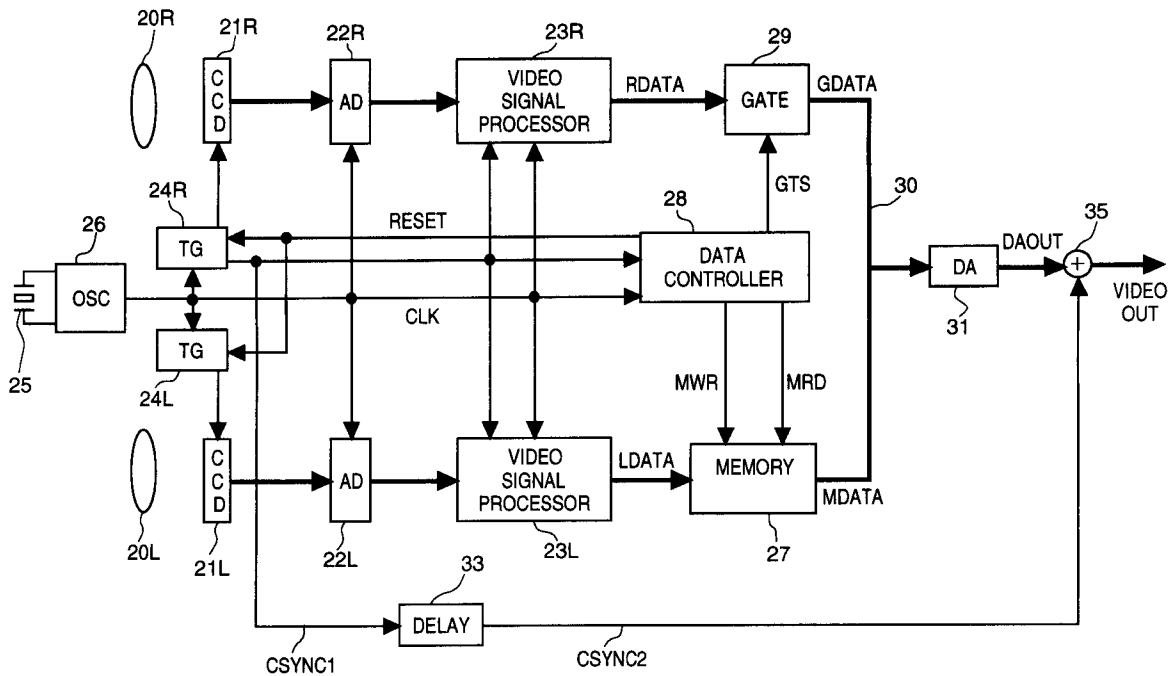 20R
21R
22R
23R
29
C
C
D
AD
VIDEO
SIGNAL
PROCESSOR
RDATA
GATE
GDATA
24R
RESET
28
GTS
30
26
TG
DATA
CONTROLLER
DAOUT
35
OSC
CLK
DA
+
VIDEO
OUT
31
25
TG
24L
MWR
MRD
C
C
D
AD
VIDEO
SIGNAL
PROCESSOR
LDATA
MEMORY
MDATA
20L
21L
22L
23L
27
33
DELAY
CSYNC1
CSYNC2